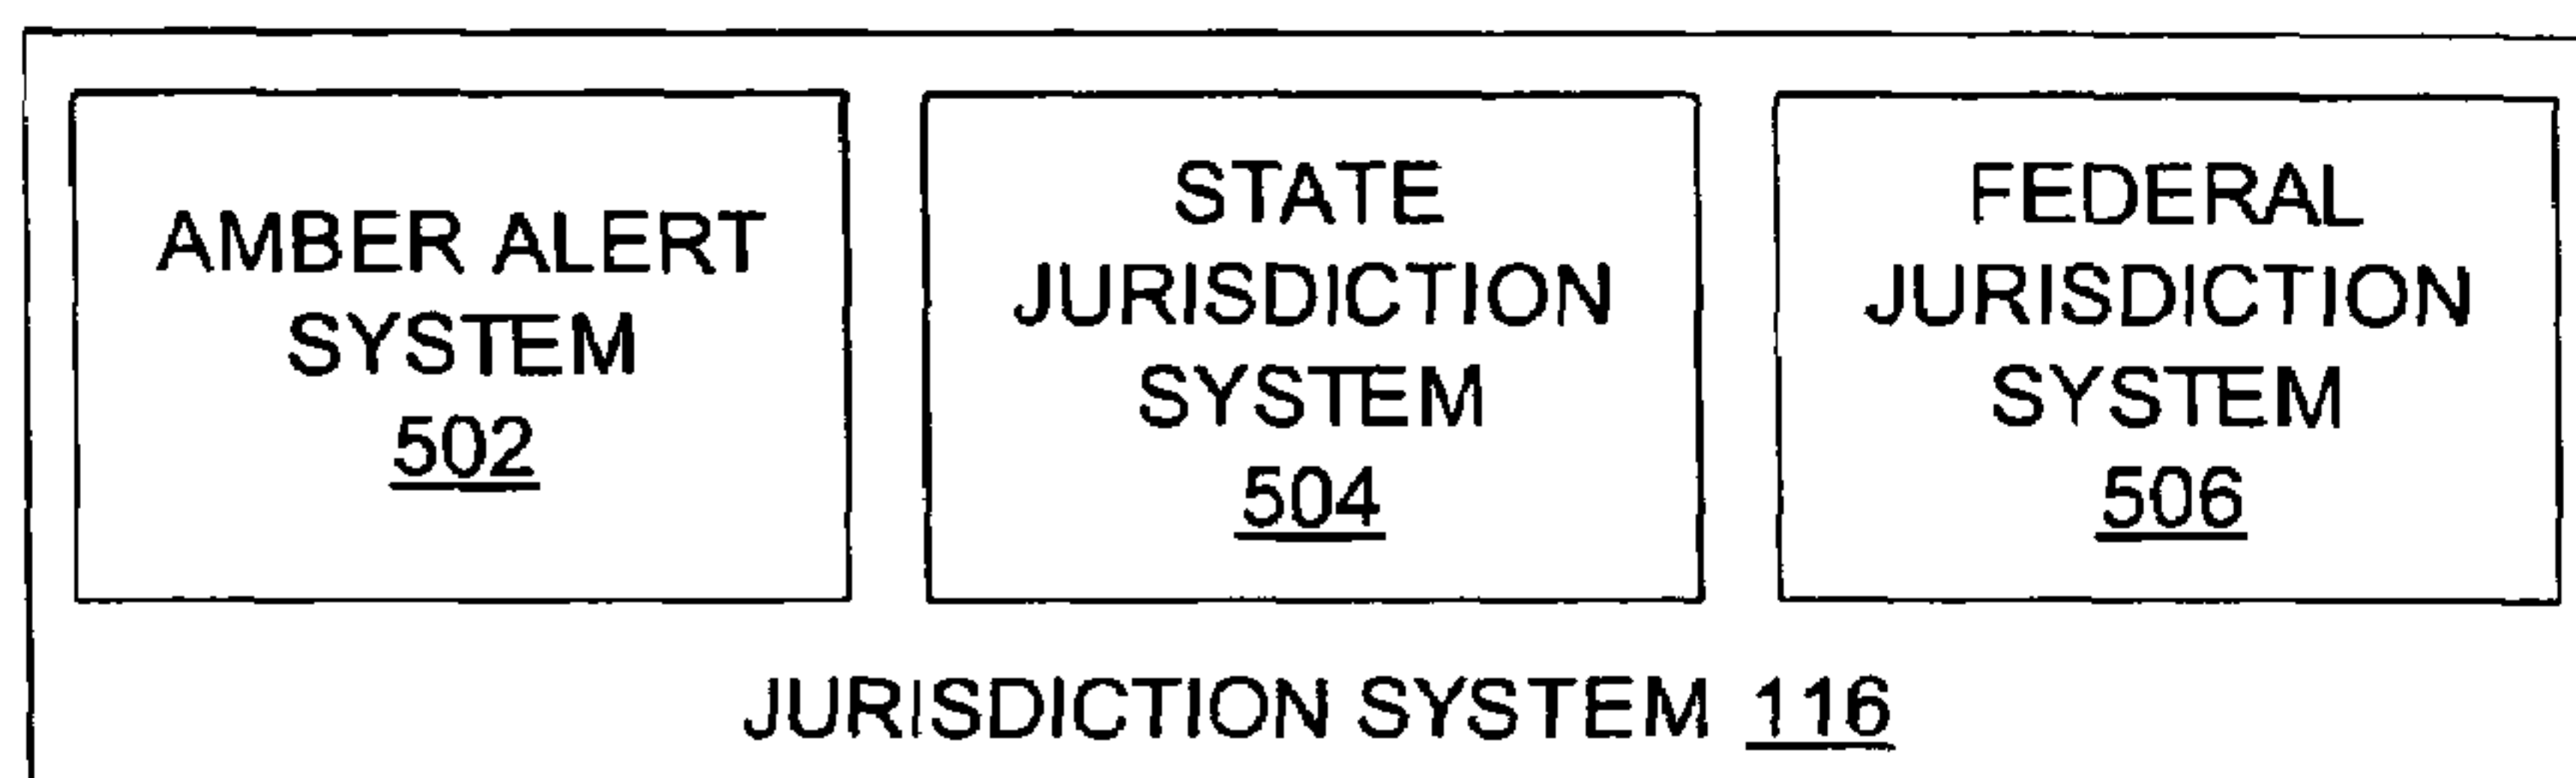 AMBER ALERT
SYSTEM
502
STATE
JURISDICTION
SYSTEM
504
FEDERAL
JURISDICTION
SYSTEM
506
JURISDICTION SYSTEM 116